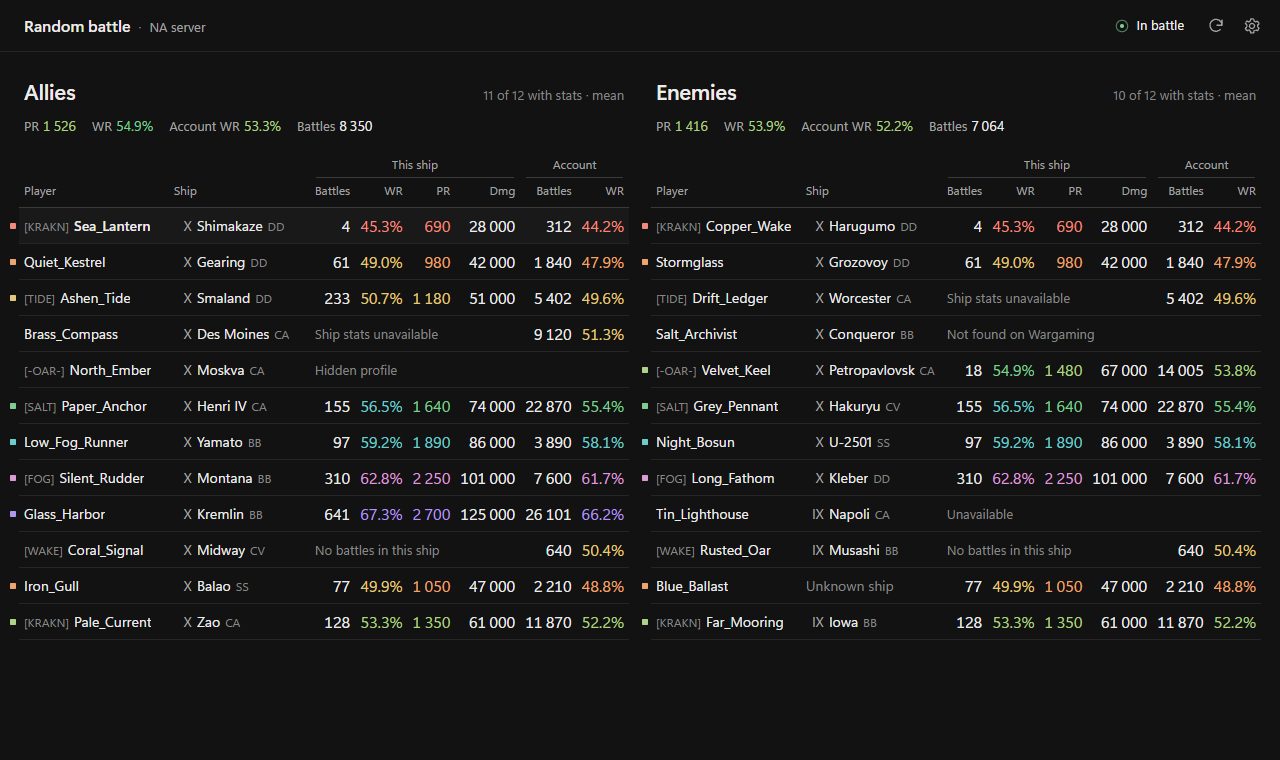 Random battle · NA server
In battle
Allies
11 of 12 with stats · mean
PR 1 526 WR 54.9% Account WR 53.3% Battles 8 350
This ship Account
Player Ship Battles WR PR Dmg Battles WR
[KRAKN] Sea_Lantern X Shimakaze DD 4 45.3% 690 28 000 312 44.2%
Quiet_Kestrel X Gearing DD 61 49.0% 980 42 000 1 840 47.9%
[TIDE] Ashen_Tide X Smaland DD 233 50.7% 1 180 51 000 5 402 49.6%
Brass_Compass X Des Moines CA Ship stats unavailable 9 120 51.3%
[-OAR-] North_Ember X Moskva CA Hidden profile
[SALT] Paper_Anchor X Henri IV CA 155 56.5% 1 640 74 000 22 870 55.4%
Low_Fog_Runner X Yamato BB 97 59.2% 1 890 86 000 3 890 58.1%
[FOG] Silent_Rudder X Montana BB 310 62.8% 2 250 101 000 7 600 61.7%
Glass_Harbor X Kremlin BB 641 67.3% 2 700 125 000 26 101 66.2%
[WAKE] Coral_Signal X Midway CV No battles in this ship 640 50.4%
Iron_Gull X Balao SS 77 49.9% 1 050 47 000 2 210 48.8%
[KRAKN] Pale_Current X Zao CA 128 53.3% 1 350 61 000 11 870 52.2%
Enemies
10 of 12 with stats · mean
PR 1 416 WR 53.9% Account WR 52.2% Battles 7 064
This ship Account
Player Ship Battles WR PR Dmg Battles WR
[KRAKN] Copper_Wake X Harugumo DD 4 45.3% 690 28 000 312 44.2%
Stormglass X Grozovoy DD 61 49.0% 980 42 000 1 840 47.9%
[TIDE] Drift_Ledger X Worcester CA Ship stats unavailable 5 402 49.6%
Salt_Archivist X Conqueror BB Not found on Wargaming
[-OAR-] Velvet_Keel X Petropavlovsk CA 18 54.9% 1 480 67 000 14 005 53.8%
[SALT] Grey_Pennant X Hakuryu CV 155 56.5% 1 640 74 000 22 870 55.4%
Night_Bosun X U-2501 SS 97 59.2% 1 890 86 000 3 890 58.1%
[FOG] Long_Fathom X Kleber DD 310 62.8% 2 250 101 000 7 600 61.7%
Tin_Lighthouse IX Napoli CA Unavailable
[WAKE] Rusted_Oar IX Musashi BB No battles in this ship 640 50.4%
Blue_Ballast Unknown ship 77 49.9% 1 050 47 000 2 210 48.8%
[KRAKN] Far_Mooring IX Iowa BB 128 53.3% 1 350 61 000 11 870 52.2%